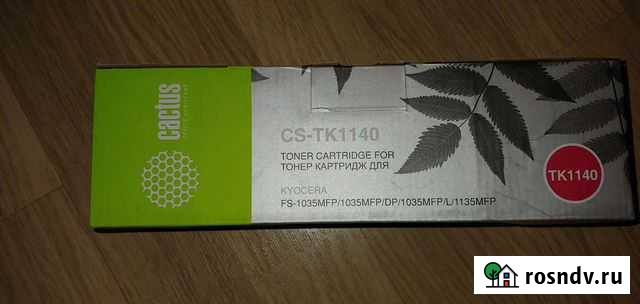 cactus
CS-TK1140
TONER CARTRIDGE FOR
ТОНЕР КАРТРИДЖ ДЛЯ
KYOCERA
FS-1035MFP/1035MFP/DP/1035MFP/L/1135MFP
TK1140
rosndv.ru